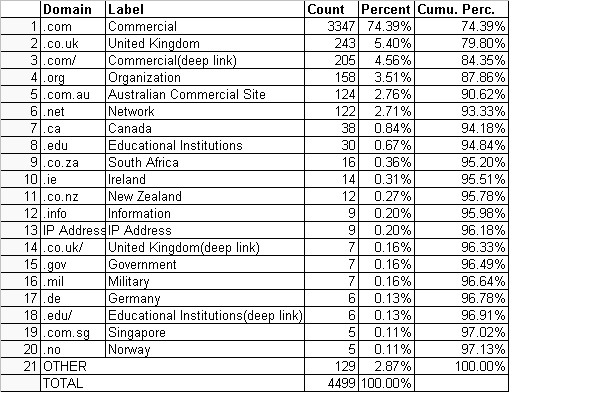 Domain Label Count Percent Cumu. Perc.
1 .com Commercial 3347 74.39% 74.39%
2 .co.uk United Kingdom 243 5.40% 79.80%
3 .com/ Commercial(deep link) 205 4.56% 84.35%
4 .org Organization 158 3.51% 87.86%
5 .com.au Australian Commercial Site 124 2.76% 90.62%
6 .net Network 122 2.71% 93.33%
7 .ca Canada 38 0.84% 94.18%
8 .edu Educational Institutions 30 0.67% 94.84%
9 .co.za South Africa 16 0.36% 95.20%
10 .ie Ireland 14 0.31% 95.51%
11 .co.nz New Zealand 12 0.27% 95.78%
12 .info Information 9 0.20% 95.98%
13 IP Address IP Address 9 0.20% 96.18%
14 .co.uk/ United Kingdom(deep link) 7 0.16% 96.33%
15 .gov Government 7 0.16% 96.49%
16 .mil Military 7 0.16% 96.64%
17 .de Germany 6 0.13% 96.78%
18 .edu/ Educational Institutions(deep link) 6 0.13% 96.91%
19 .com.sg Singapore 5 0.11% 97.02%
20 .no Norway 5 0.11% 97.13%
21 OTHER 129 2.87% 100.00%
TOTAL 4499 100.00%